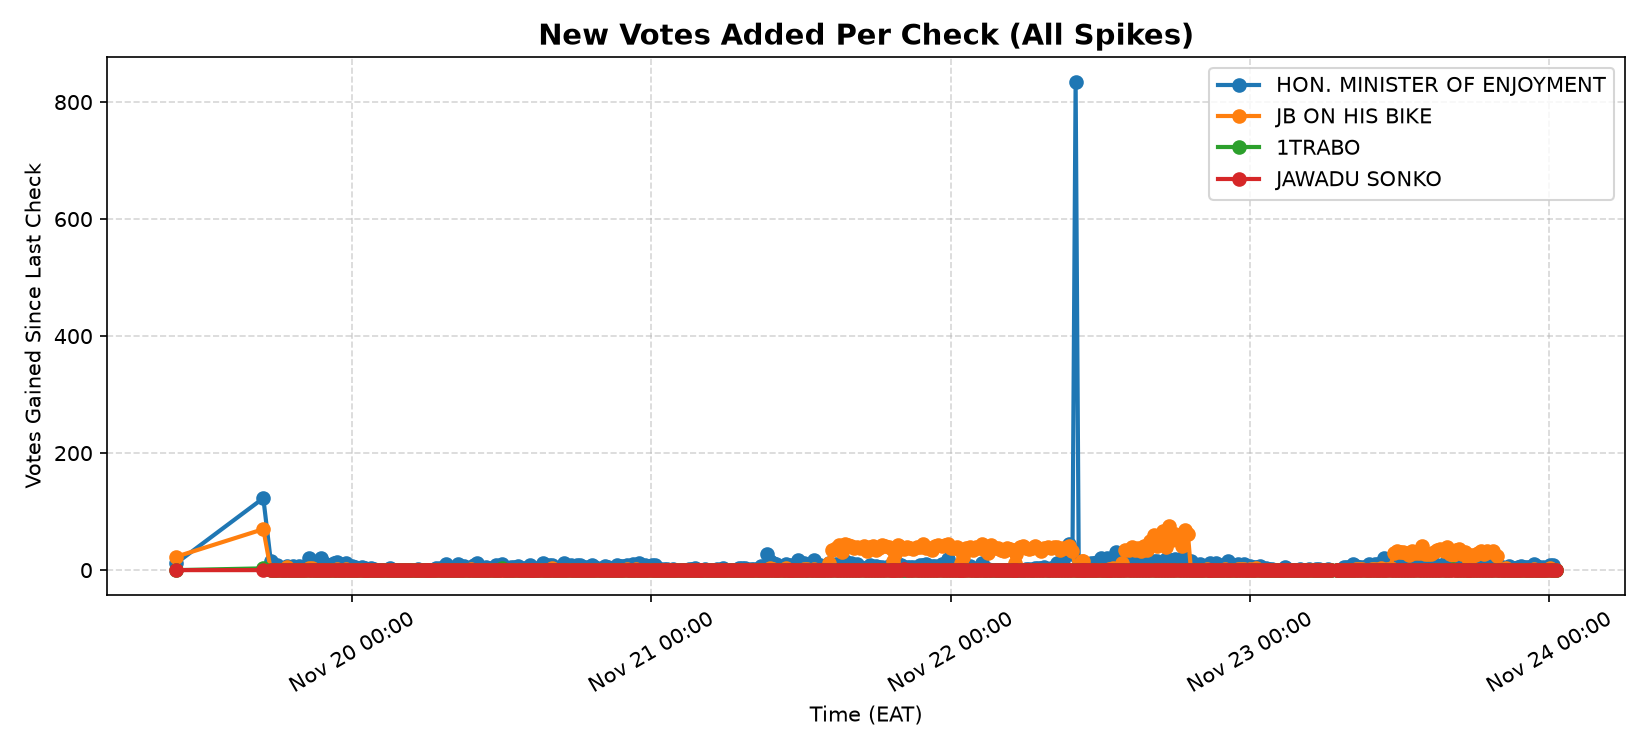 New Votes Added Per Check (All Spikes)
HON. MINISTER OF ENJOYMENT
JB ON HIS BIKE
1TRABO
JAWADU SONKO
Votes Gained Since Last Check
800
600
400
200
0
Nov 20 00:00
Nov 21 00:00
Nov 22 00:00
Nov 23 00:00
Nov 24 00:00
Time (EAT)